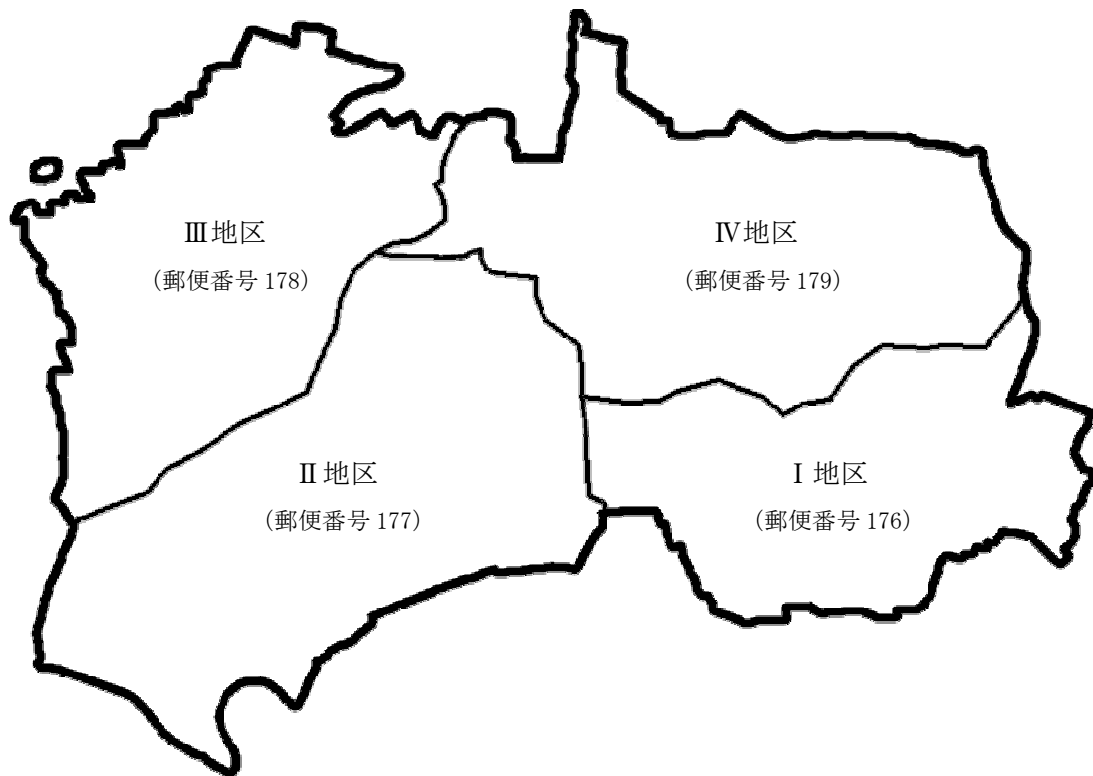 Ⅲ地区
（郵便番号 178）
Ⅳ地区
（郵便番号 179）
Ⅱ地区
（郵便番号 177）
Ⅰ 地区
（郵便番号 176）